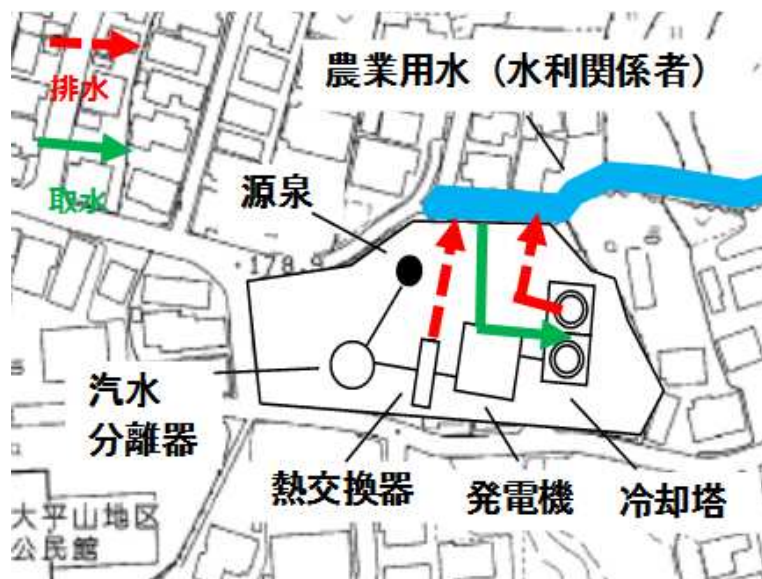 排水
取水
農業用水（水利関係者）
源泉
汽水
分離器
熱交換器
発電機
冷却塔
大平山地区
公民館